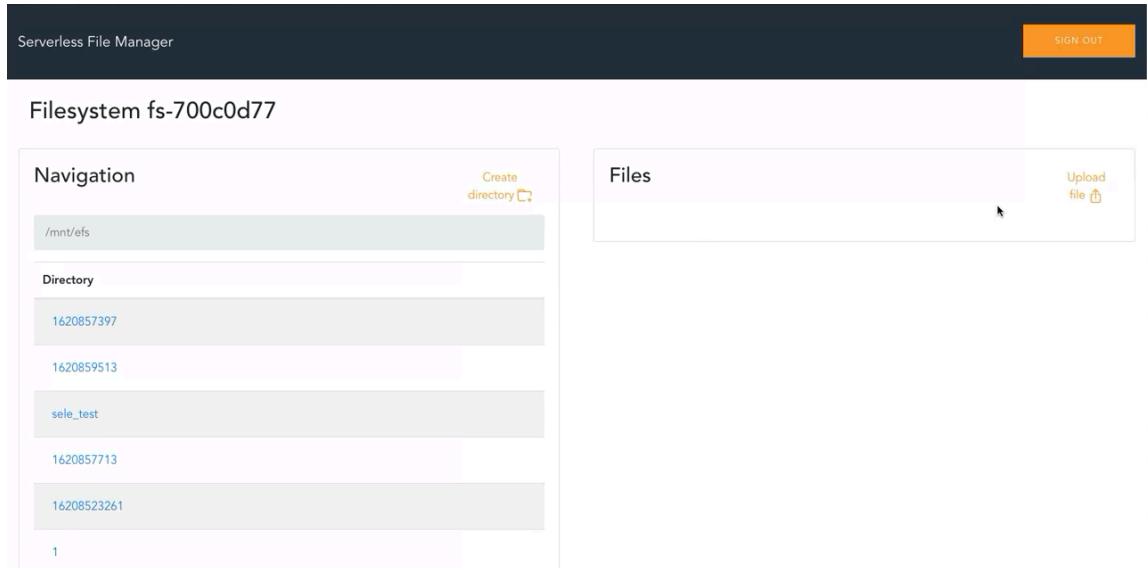 Serverless File Manager
SIGN OUT
Filesystem fs-700c0d77
Navigation
Create
directory
/mnt/efs
Directory
1620857397
1620859513
sele_test
1620857713
16208523261
1
Files
Upload
file